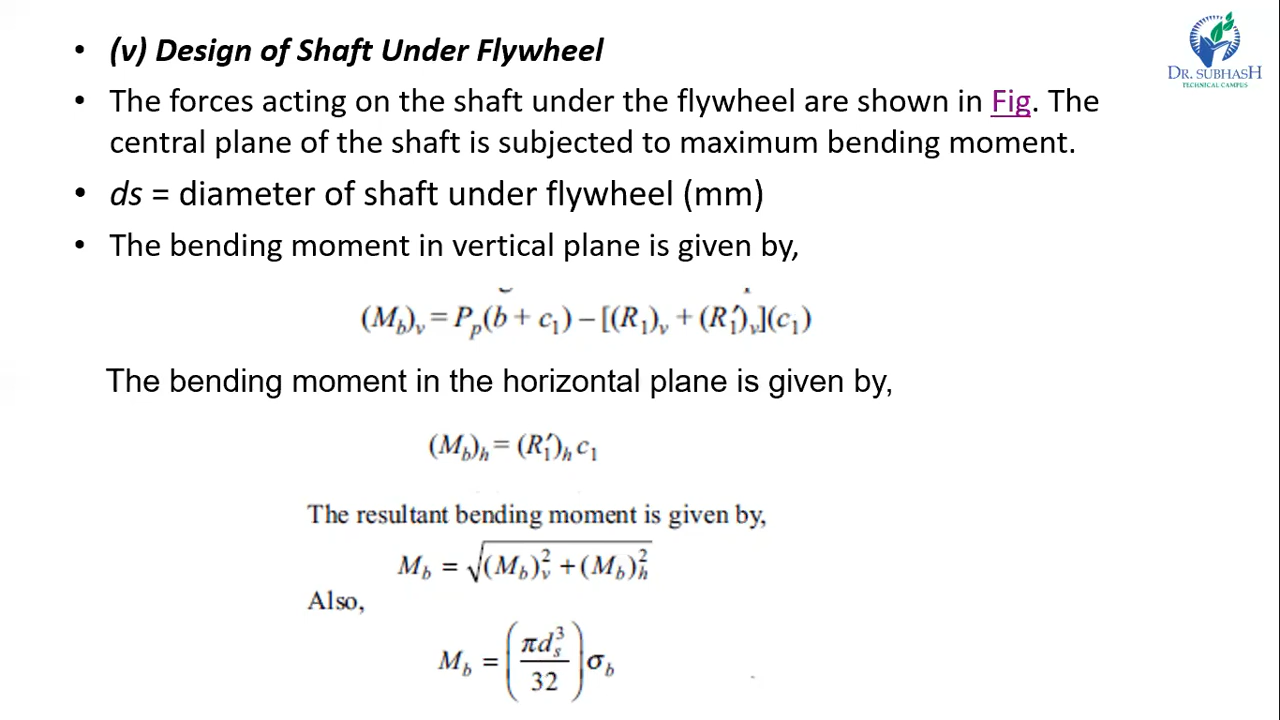 • (v) Design of Shaft Under Flywheel
• The forces acting on the shaft under the flywheel are shown in Fig. The
central plane of the shaft is subjected to maximum bending moment.
• ds = diameter of shaft under flywheel (mm)
• The bending moment in vertical plane is given by,
(M_b)_v = P_p(b + c_1) – [(R_1)_v + (R′_1)_v](c_1)
The bending moment in the horizontal plane is given by,
(M_b)_h = (R′_1)_h c_1
The resultant bending moment is given by,
M_b = √((M_b)_v^2 + (M_b)_h^2)
Also,
M_b = (πd_s^3 / 32) σ_b
DR. SUBHASH
TECHNICAL CAMPUS